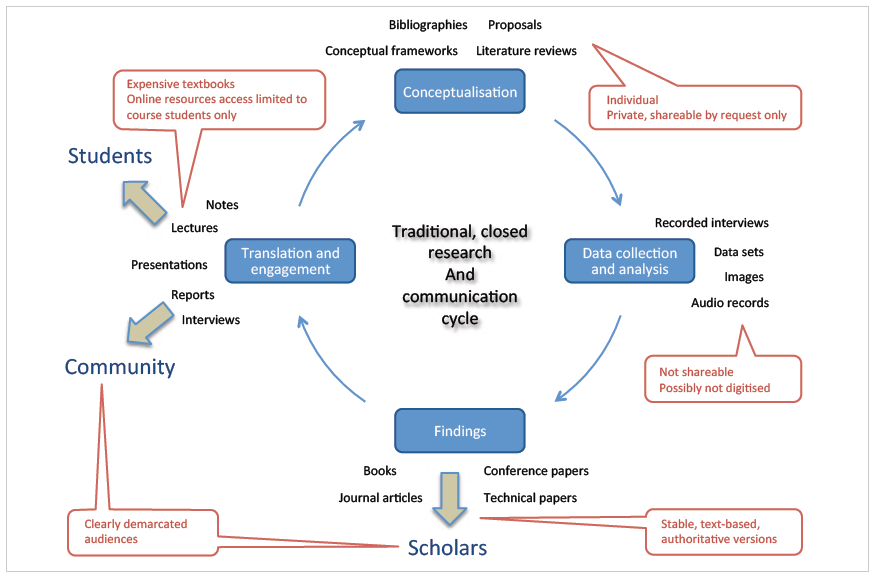 Bibliographies
Proposals
Conceptual frameworks
Literature reviews
Conceptualisation
Individual
Private, shareable by request only
Expensive textbooks
Online resources access limited to
course students only
Students
Notes
Lectures
Translation and
engagement
Presentations
Reports
Interviews
Community
Traditional, closed
research
And
communication
cycle
Recorded interviews
Data collection
and analysis
Data sets
Images
Audio records
Not shareable
Possibly not digitised
Findings
Books
Conference papers
Journal articles
Technical papers
Clearly demarcated
audiences
Scholars
Stable, text-based,
authoritative versions